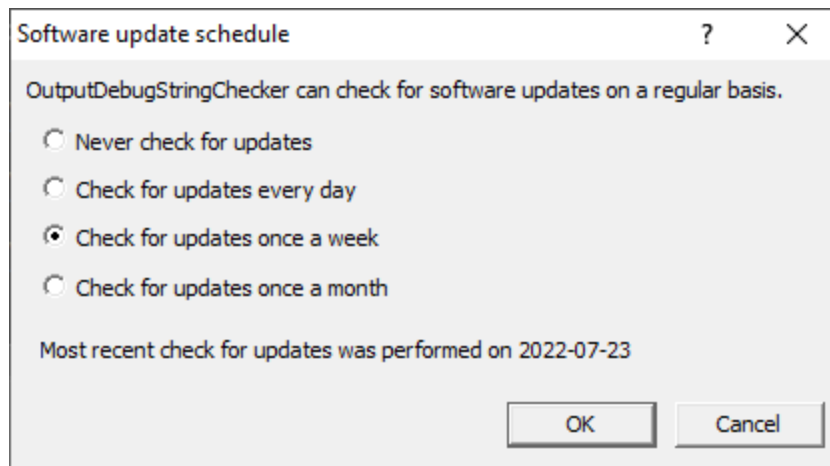 Software update schedule ?
OutputDebugStringChecker can check for software updates on a regular basis.
Never check for updates
Check for updates every day
Check for updates once a week
Check for updates once a month
Most recent check for updates was performed on 2022-07-23
OK Cancel